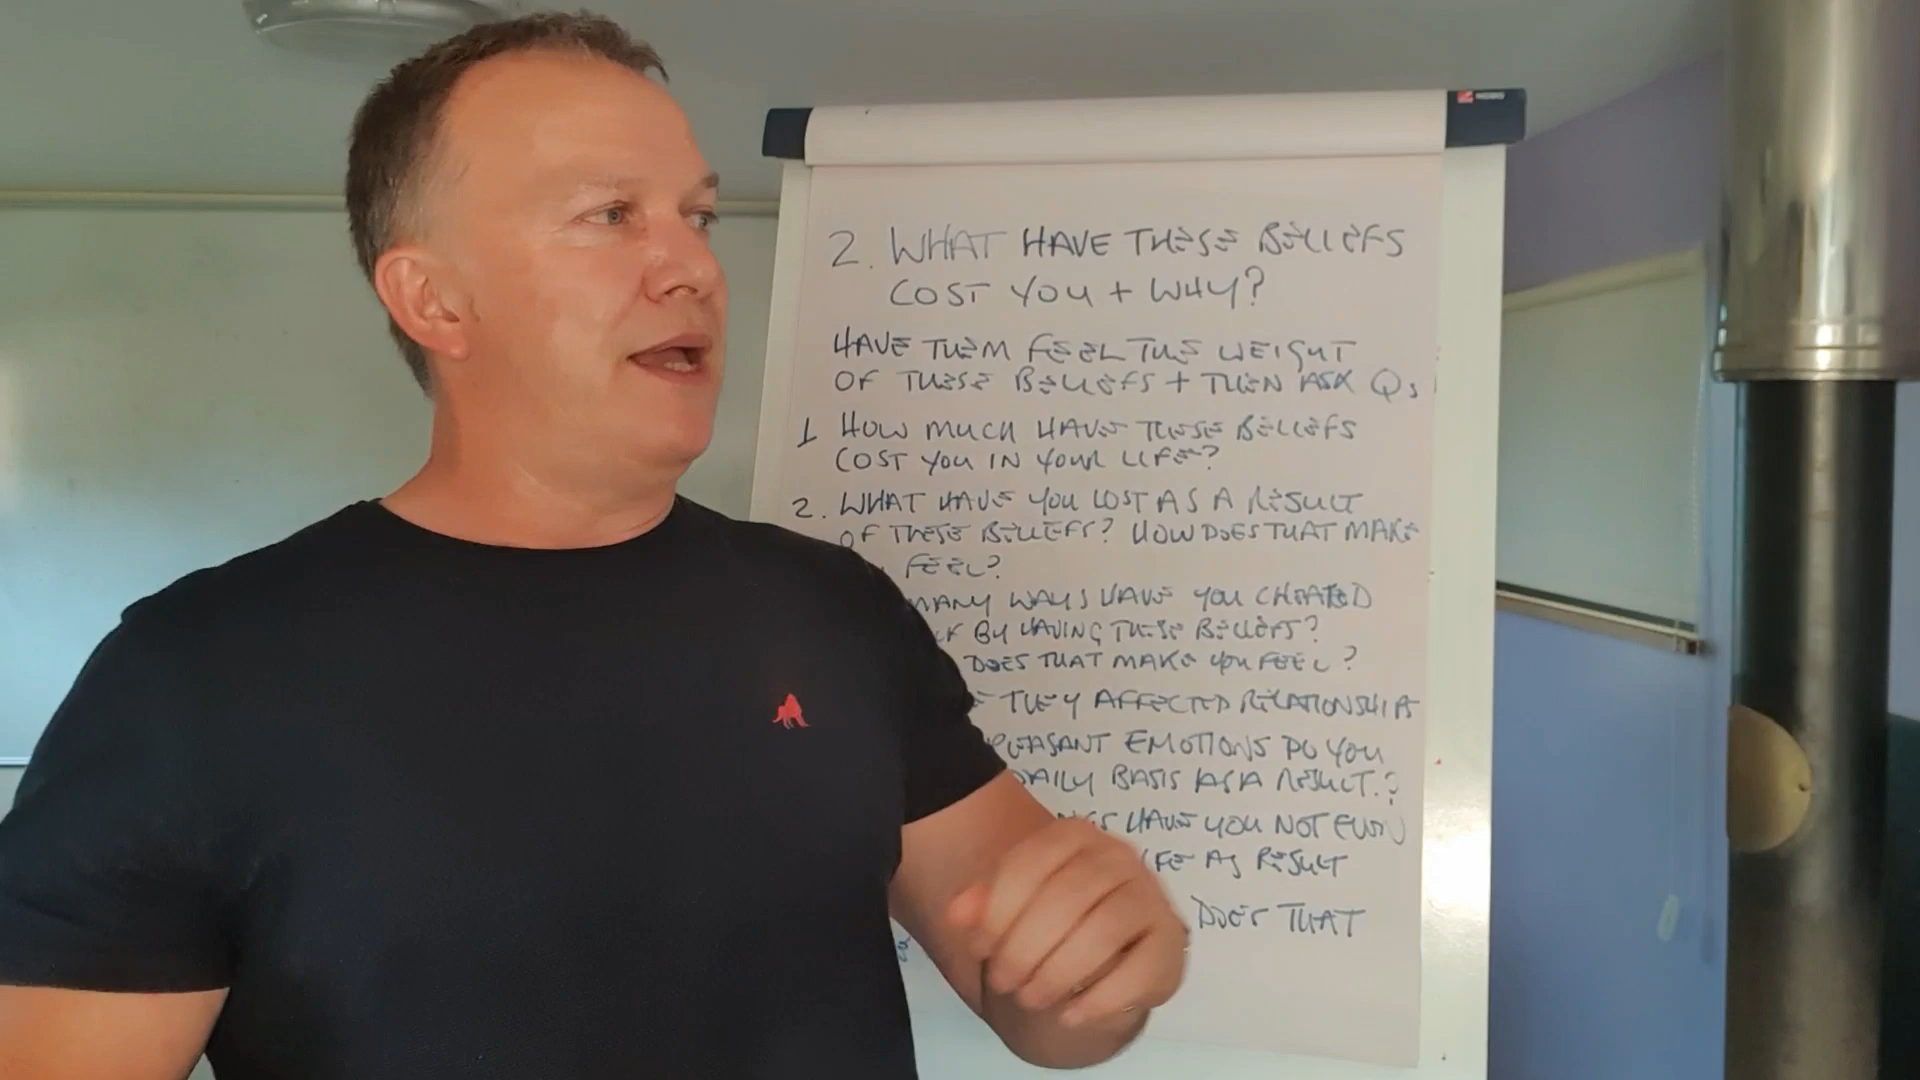 2. WHAT HAVE THESE BELIEFS
COST YOU + WHY?
HAVE THEM FEEL THE WEIGHT
OF THESE BELIEFS + THEN ASK Qs
1 HOW MUCH HAVE THESE BELIEFS
COST YOU IN YOUR LIFE?
2. WHAT HAVE YOU LOST AS A RESULT
OF THESE BELIEFS? HOW DOES THAT MAKE
FEEL?
MANY WAYS HAVE YOU CHEATED
BY HAVING THESE BELIEFS?
DOES THAT MAKE YOU FEEL?
THEY AFFECTED RELATIONSHIPS
EMOTIONS DO YOU
DAILY BASIS AS A RESULT.?
HAVE YOU NOT EVEN
AS RESULT
DOES THAT